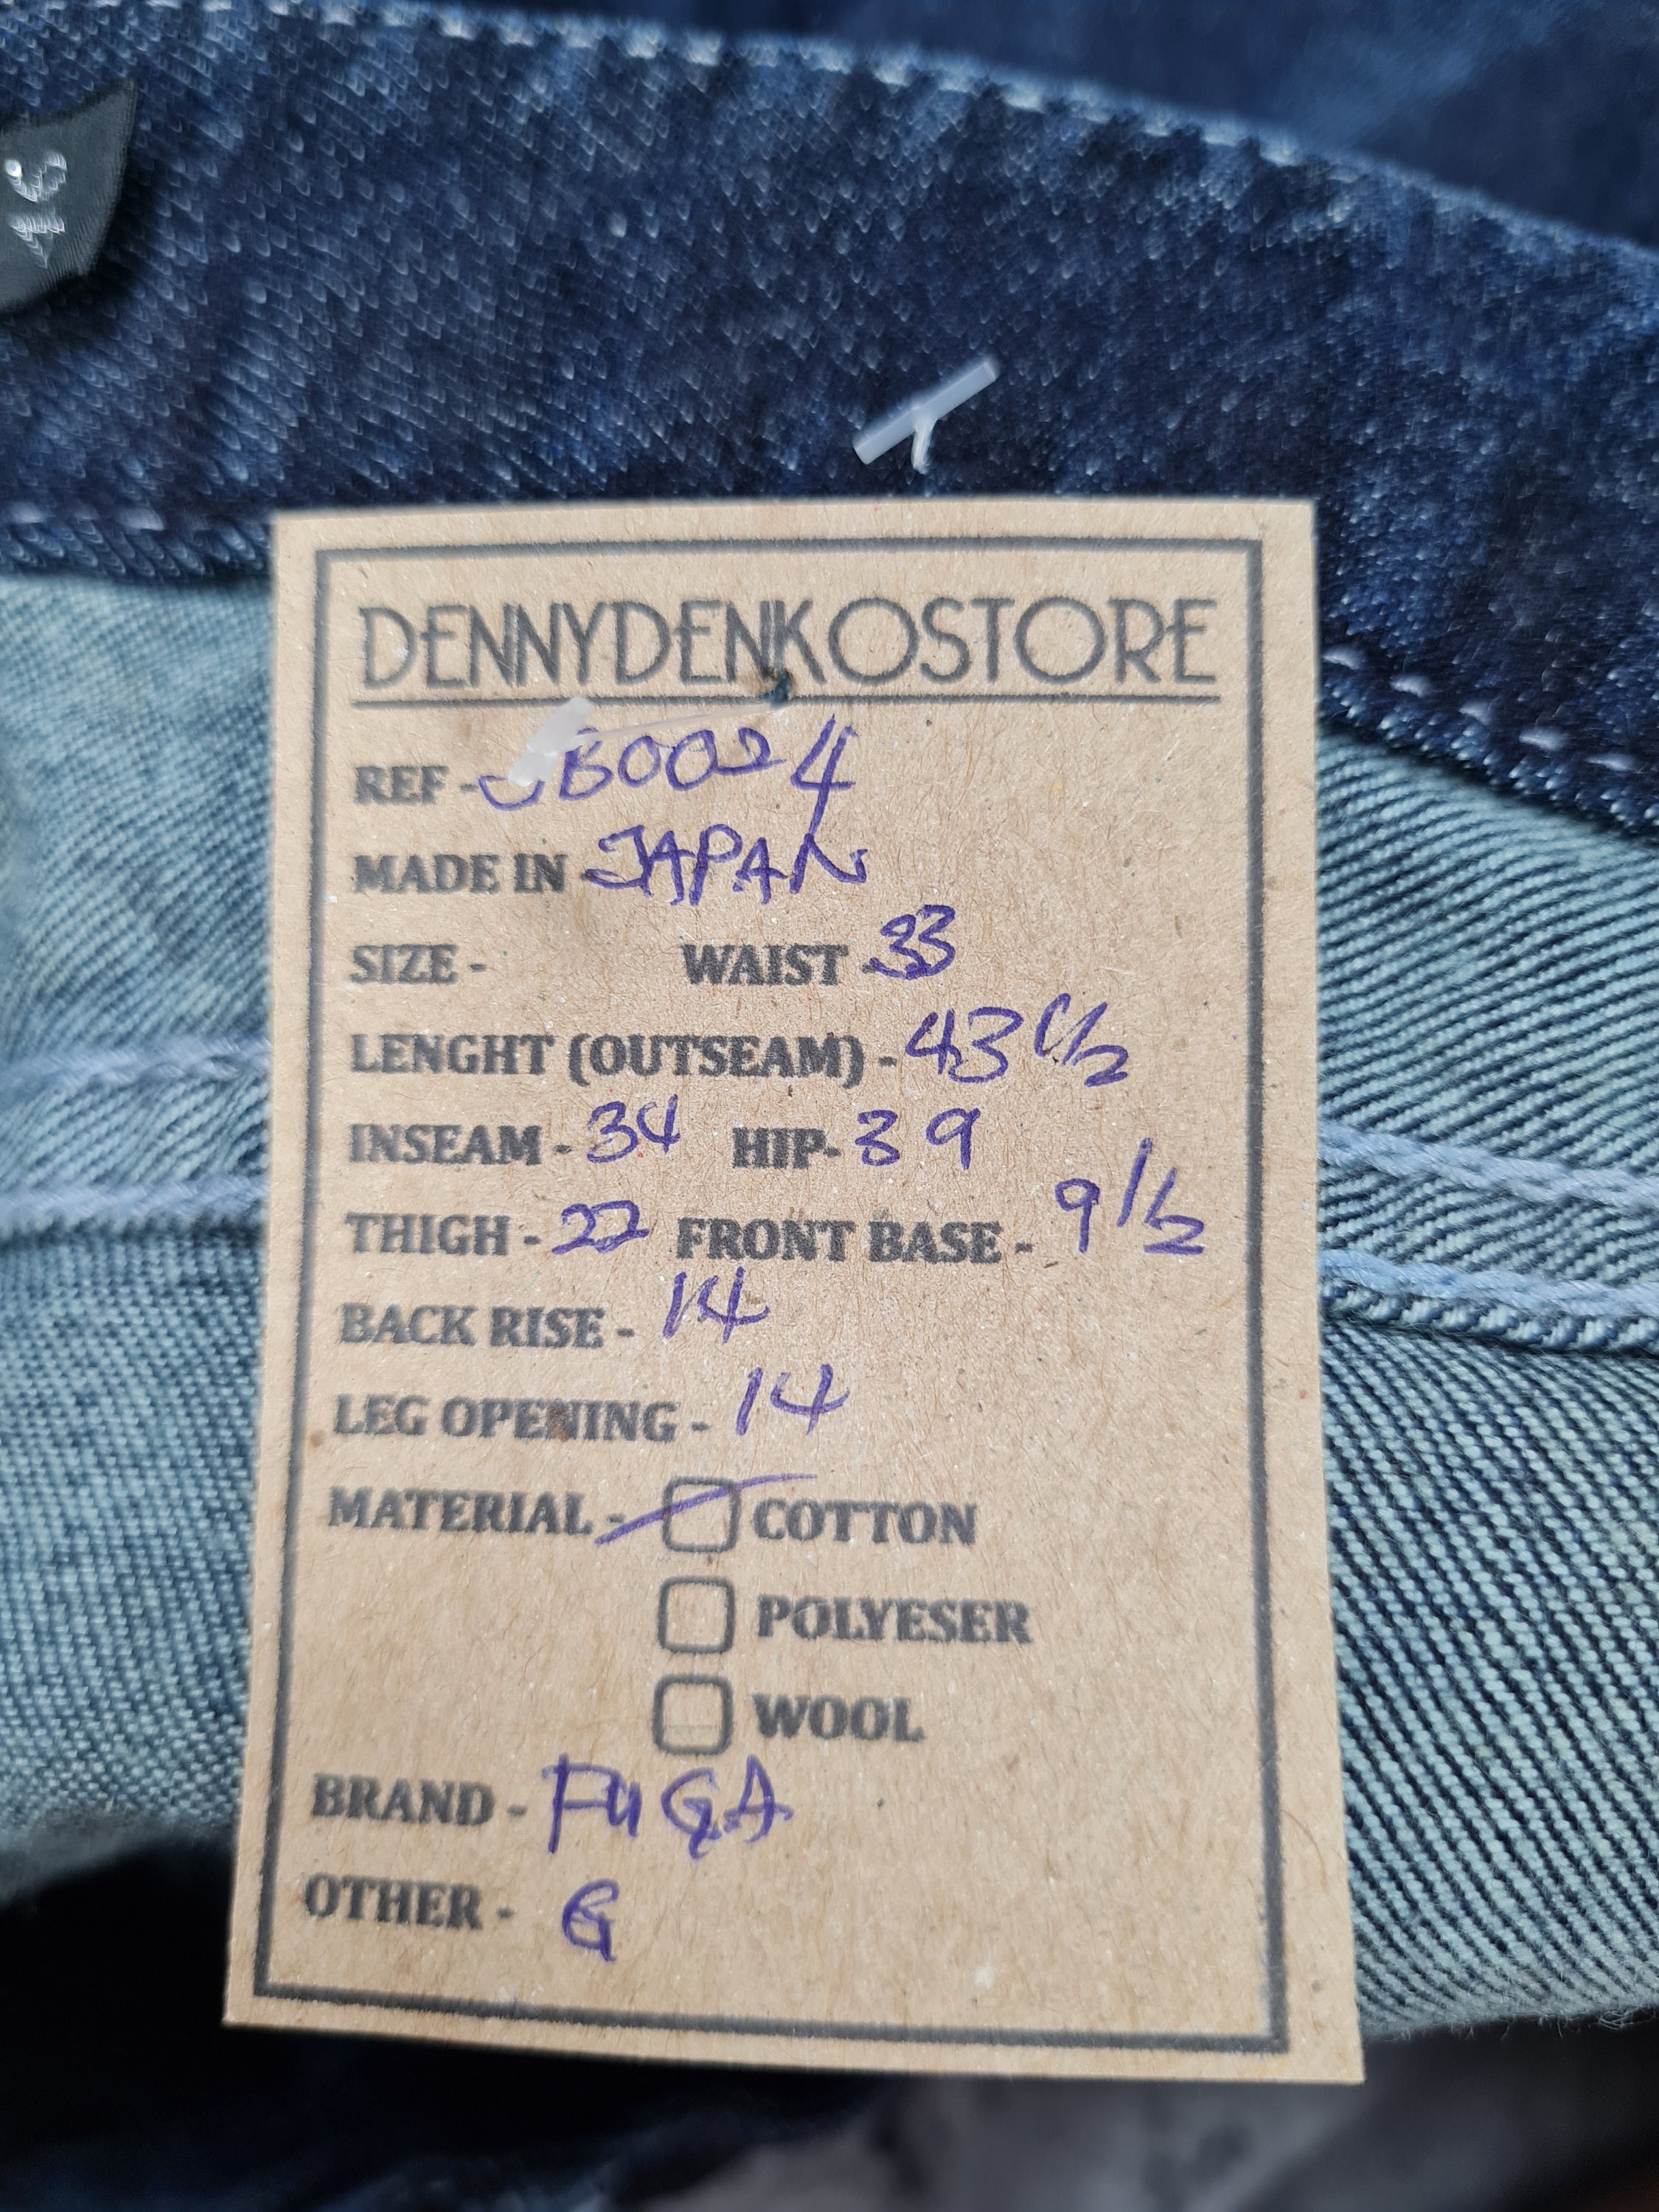 DENNYDENKOSTORE
REF - JB0024
MADE IN - JAPAN
SIZE - WAIST - 33
LENGHT (OUTSEAM) - 43 1/2
INSEAM - 34 HIP- 39
THIGH - 22 FRONT BASE - 9 1/2
BACK RISE - 14
LEG OPENING - 14
MATERIAL - COTTON
POLYESER
WOOL
BRAND - FUGA
OTHER - G